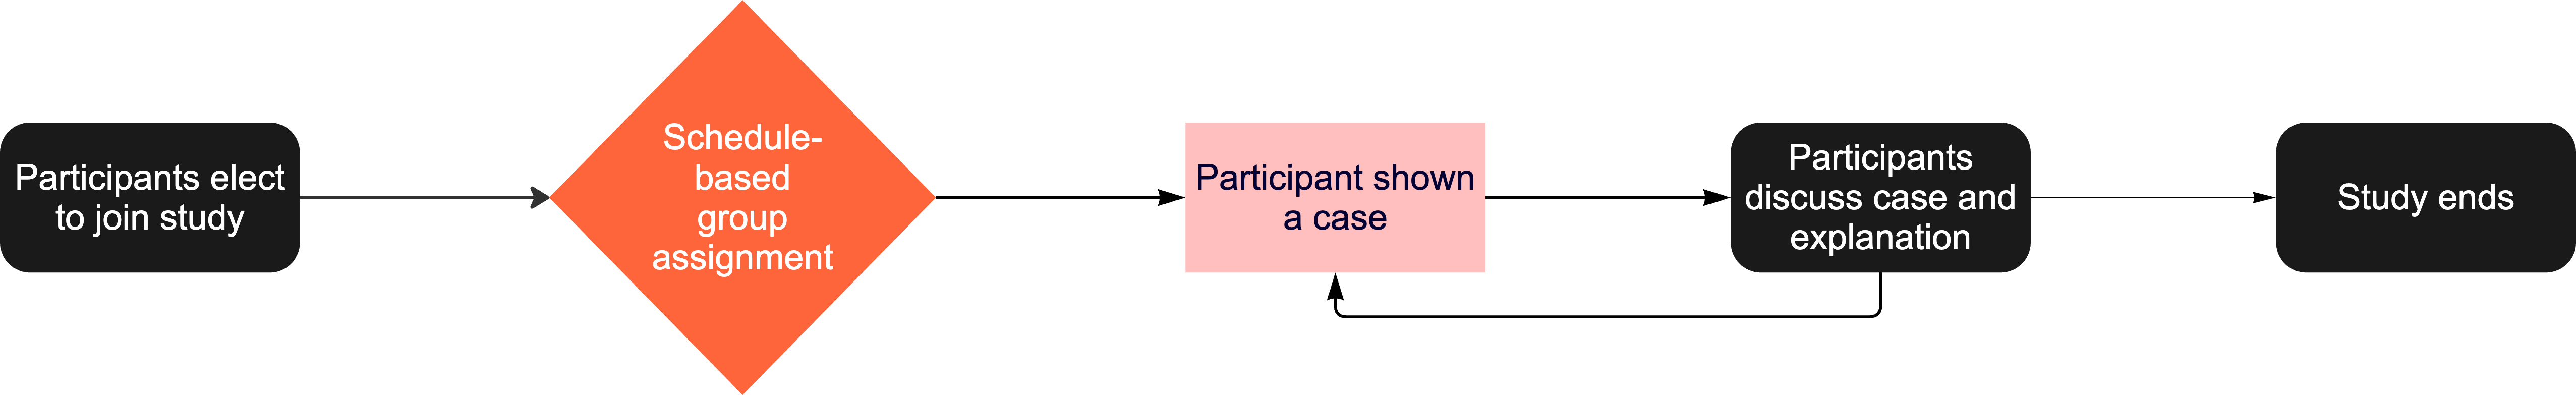 Participants elect
to join study
Schedule-
based
group
assignment
Participant shown
a case
Participants
discuss case and
explanation
Study ends